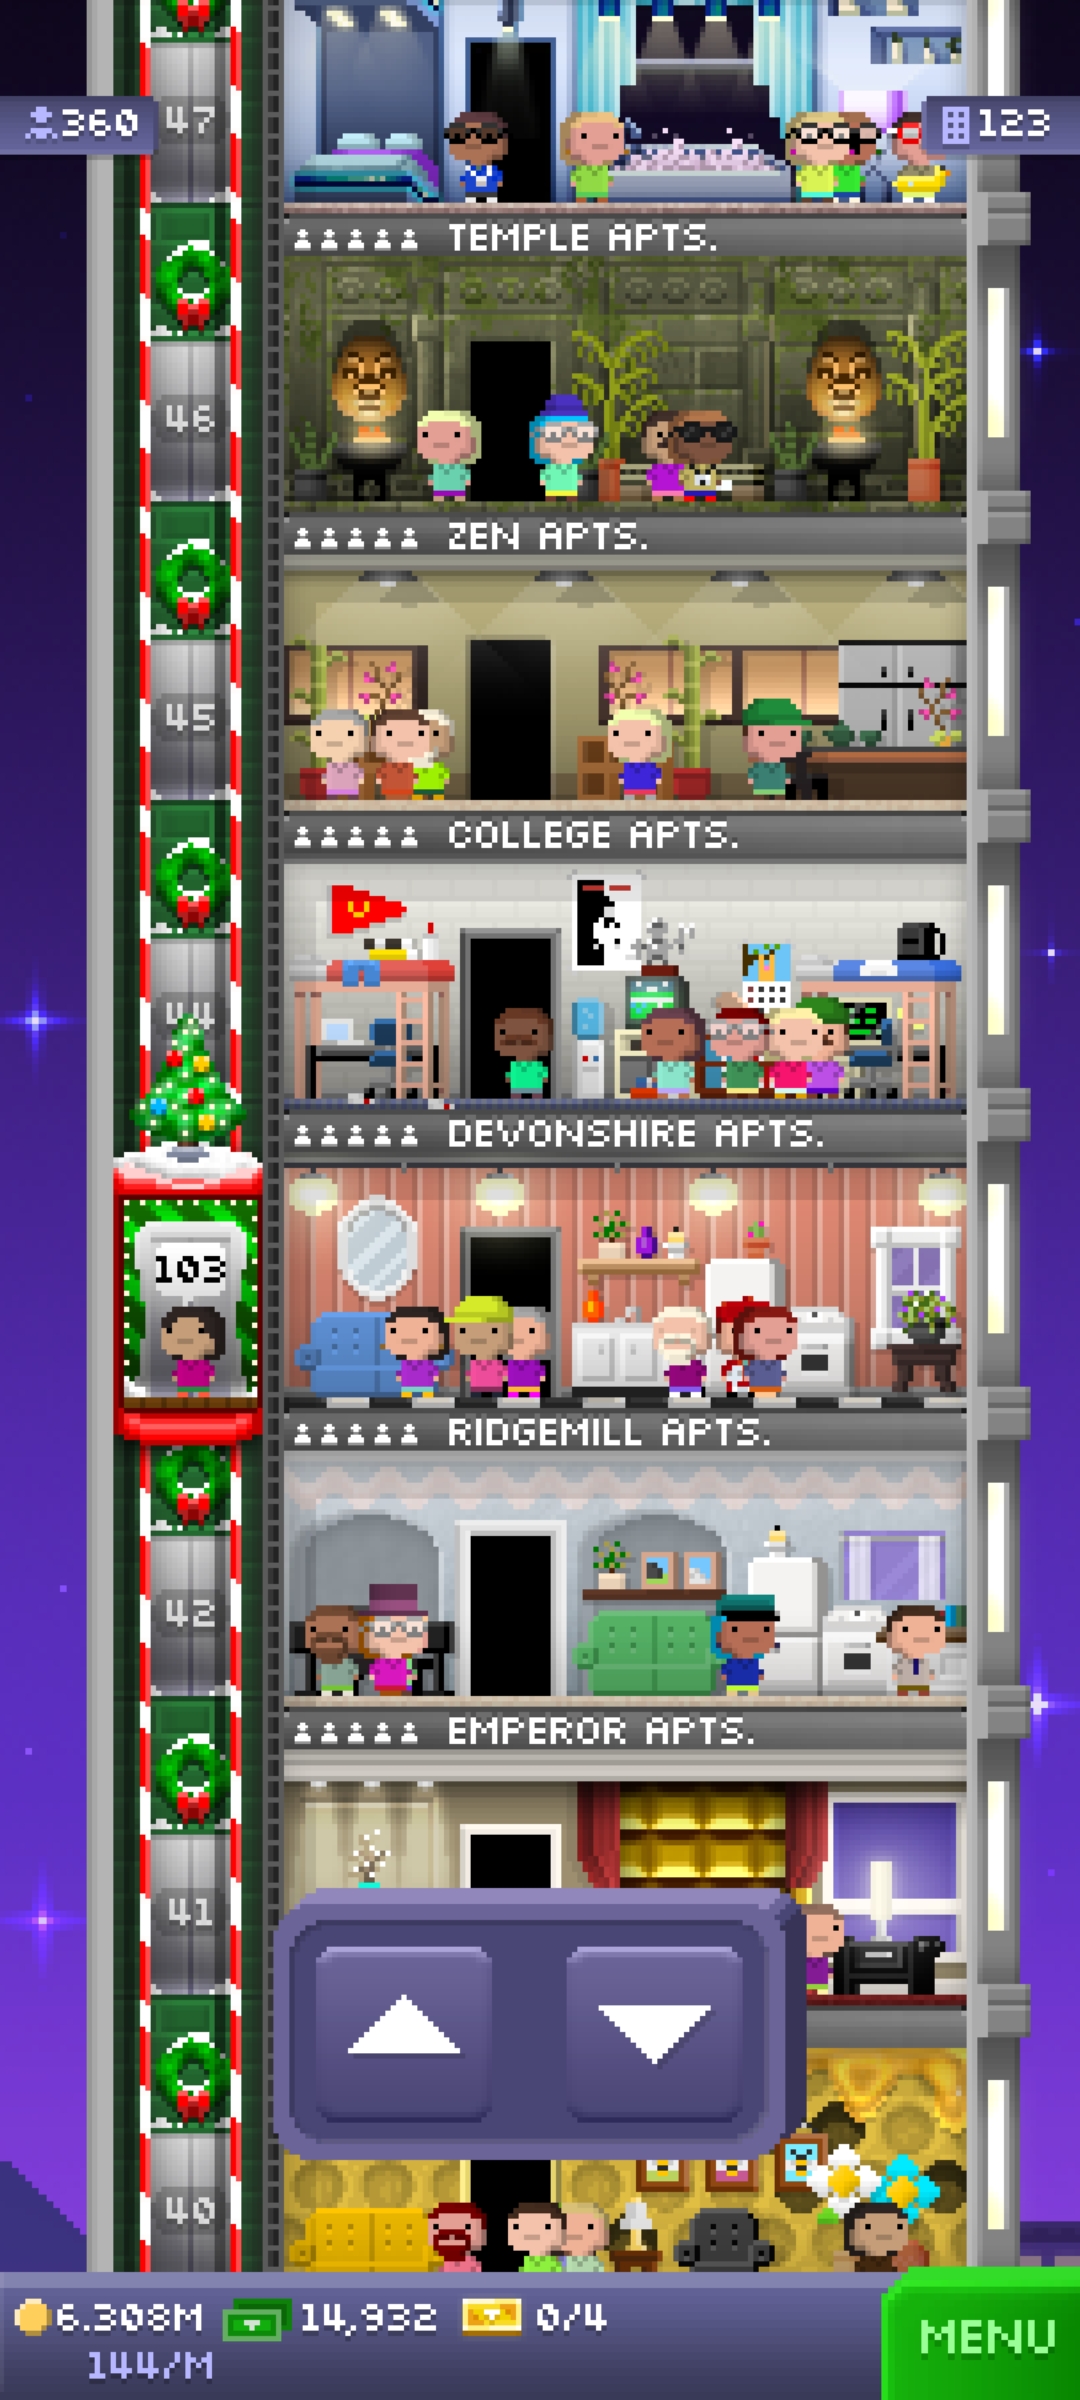 47
360
123
TEMPLE APTS.
46
ZEN APTS.
45
COLLEGE APTS.
44
DEVONSHIRE APTS.
103
RIDGEMILL APTS.
42
EMPEROR APTS.
41
40
6.308M 14,932 0/4
144/M
MENU